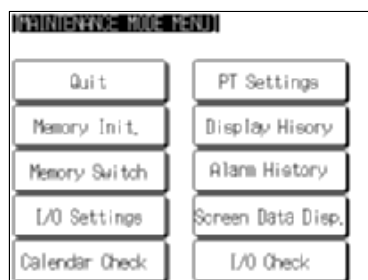 [MAINTENANCE MODE MENU]
Quit
PT Settings
Memory Init.
Display Hisory
Memory Switch
Alarm History
I/O Settings
Screen Data Disp.
Calendar Check
I/O Check